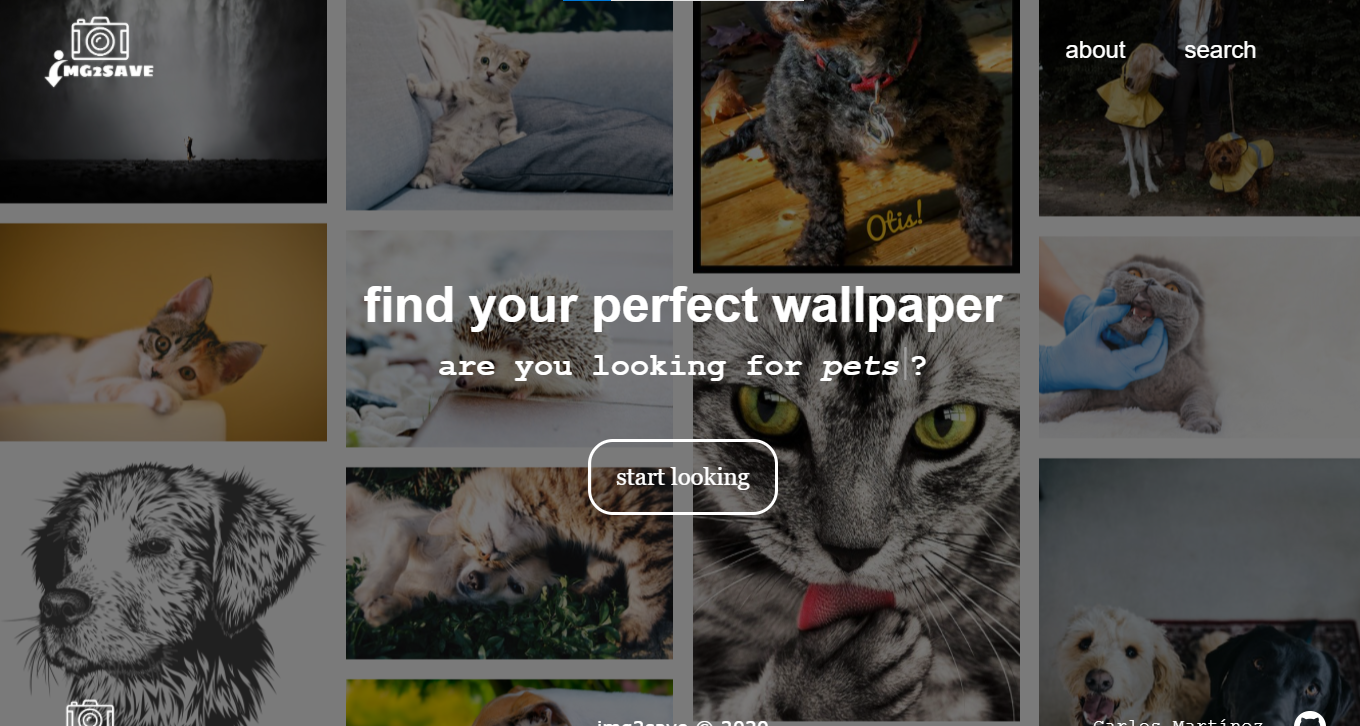 img2save
about
search
Otis!
find your perfect wallpaper
are you looking for pets|?
start looking
img2save © 2020
Carlos Martínez